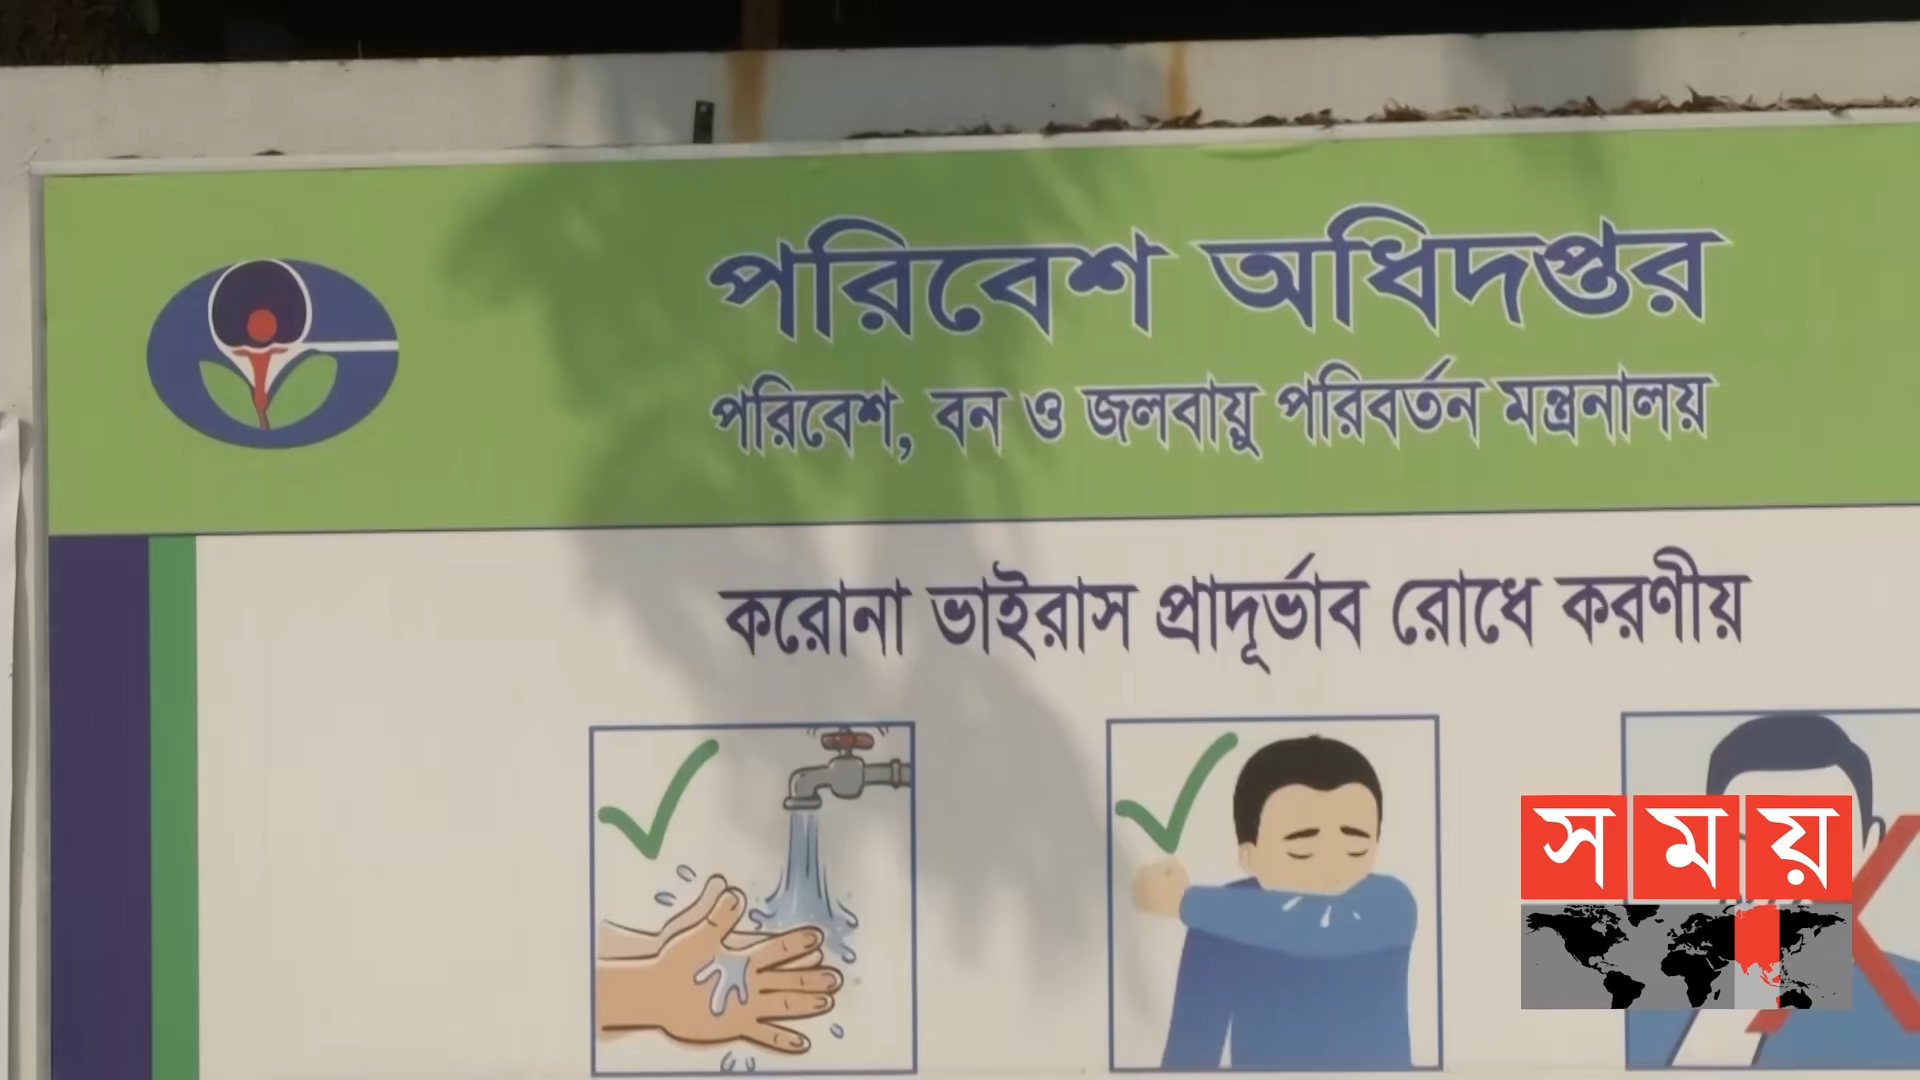 পরিবেশ অধিদপ্তর
পরিবেশ, বন ও জলবায়ু পরিবর্তন মন্ত্রনালয়
করোনা ভাইরাস প্রাদূর্ভাব রোধে করণীয়
সময়